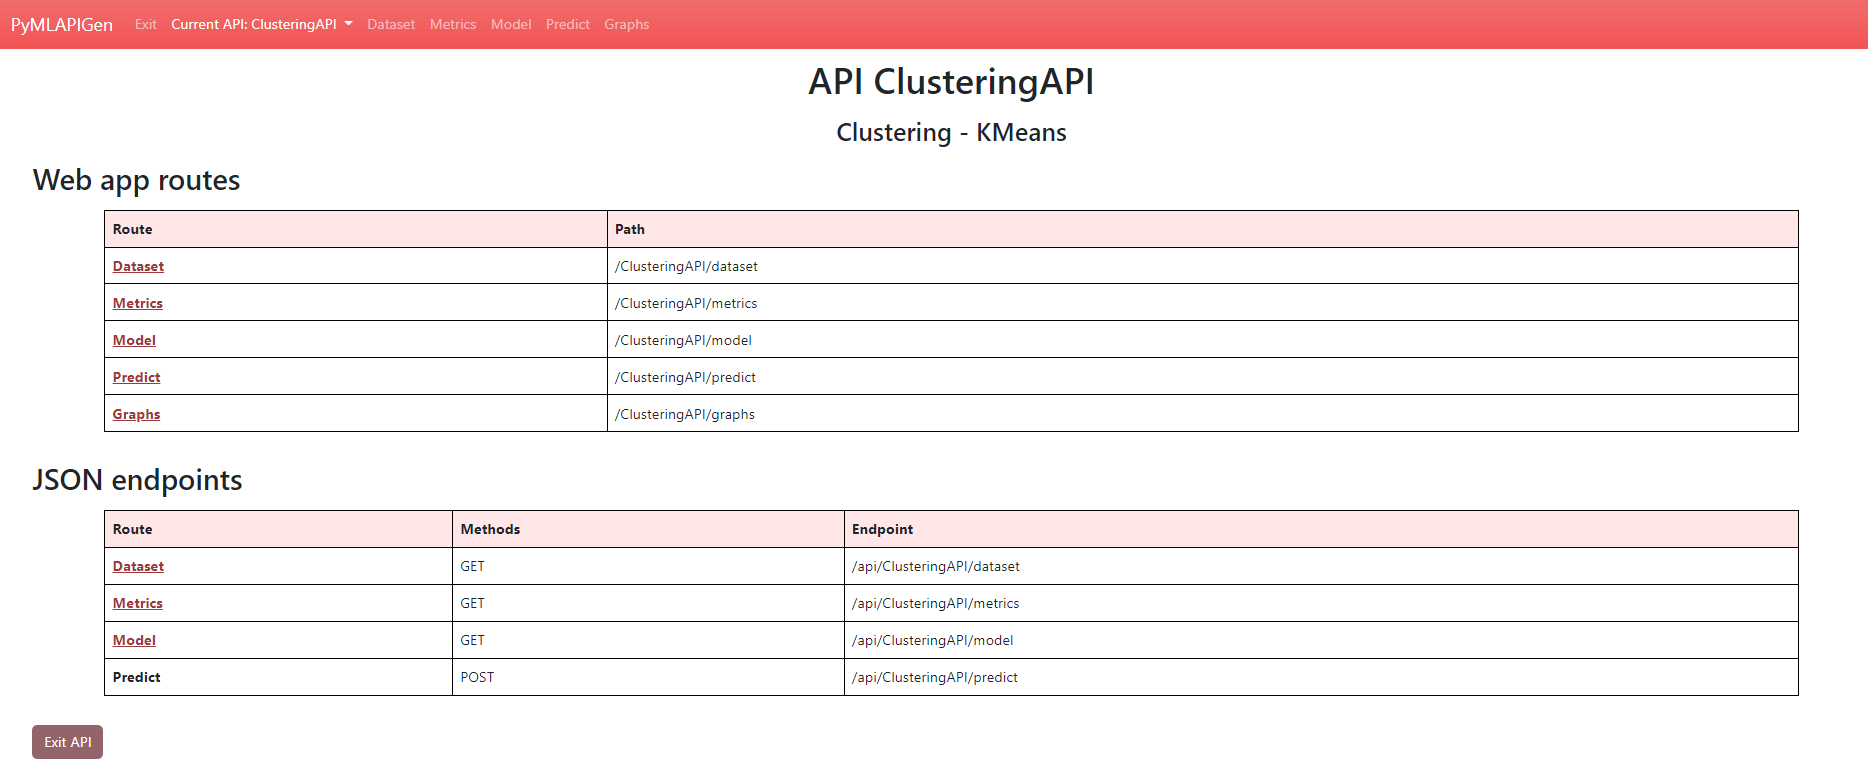 PyMLAPIGen Exit Current API: ClusteringAPI Dataset Metrics Model Predict Graphs
API ClusteringAPI
Clustering - KMeans
Web app routes
Route Path
Dataset /ClusteringAPI/dataset
Metrics /ClusteringAPI/metrics
Model /ClusteringAPI/model
Predict /ClusteringAPI/predict
Graphs /ClusteringAPI/graphs
JSON endpoints
Route Methods Endpoint
Dataset GET /api/ClusteringAPI/dataset
Metrics GET /api/ClusteringAPI/metrics
Model GET /api/ClusteringAPI/model
Predict POST /api/ClusteringAPI/predict
Exit API